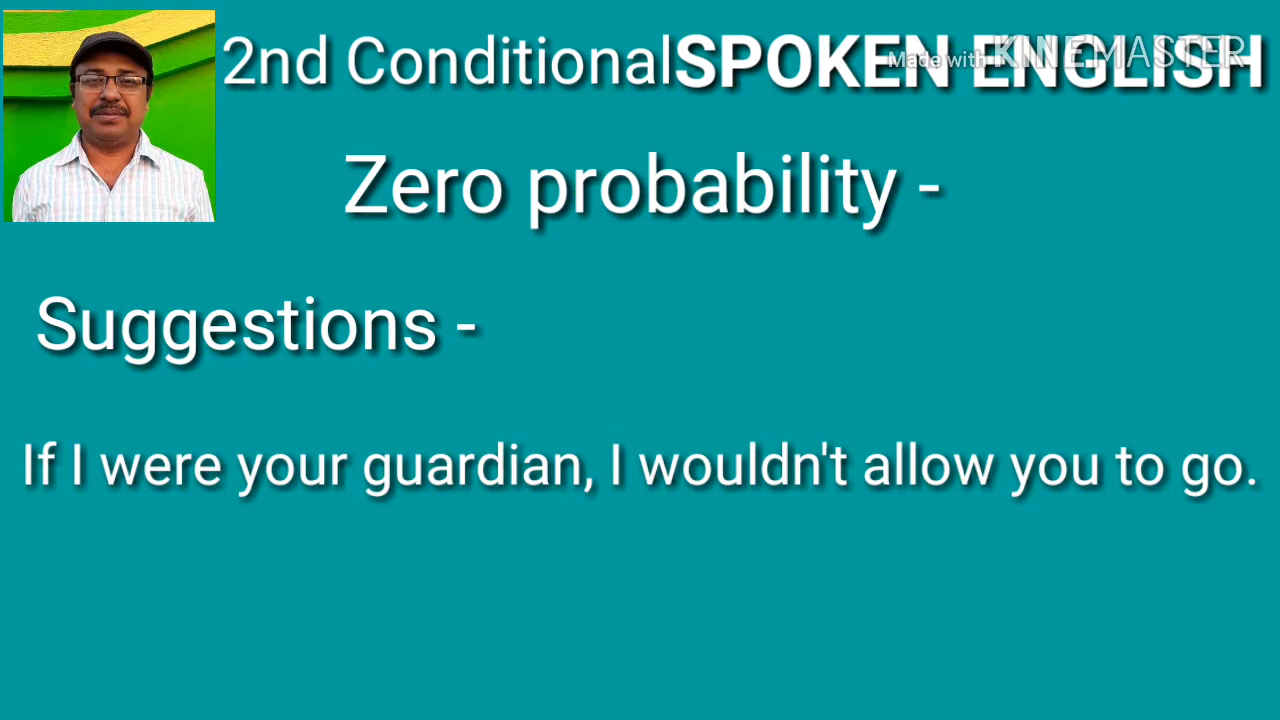 2nd Conditional SPOKEN ENGLISH
Made with KINEMASTER
Zero probability -
Suggestions -
If I were your guardian, I wouldn't allow you to go.